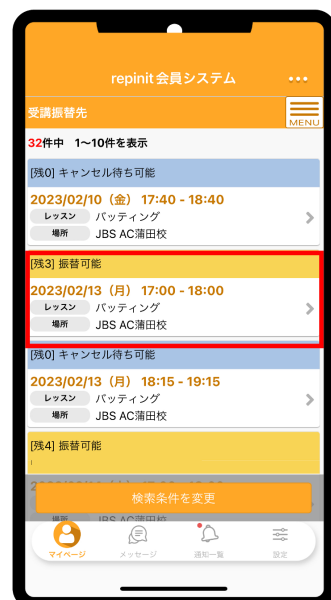 repinit会員システム
受講振替先
MENU
32件中 1~10件を表示
[残0] キャンセル待ち可能
2023/02/10（金）17:40 - 18:40
レッスン バッティング
場所 JBS AC蒲田校
[残3] 振替可能
2023/02/13（月）17:00 - 18:00
レッスン バッティング
場所 JBS AC蒲田校
[残0] キャンセル待ち可能
2023/02/13（月）18:15 - 19:15
レッスン バッティング
場所 JBS AC蒲田校
[残4] 振替可能
検索条件を変更
場所 JBS AC蒲田校
マイページ メッセージ 通知一覧 設定